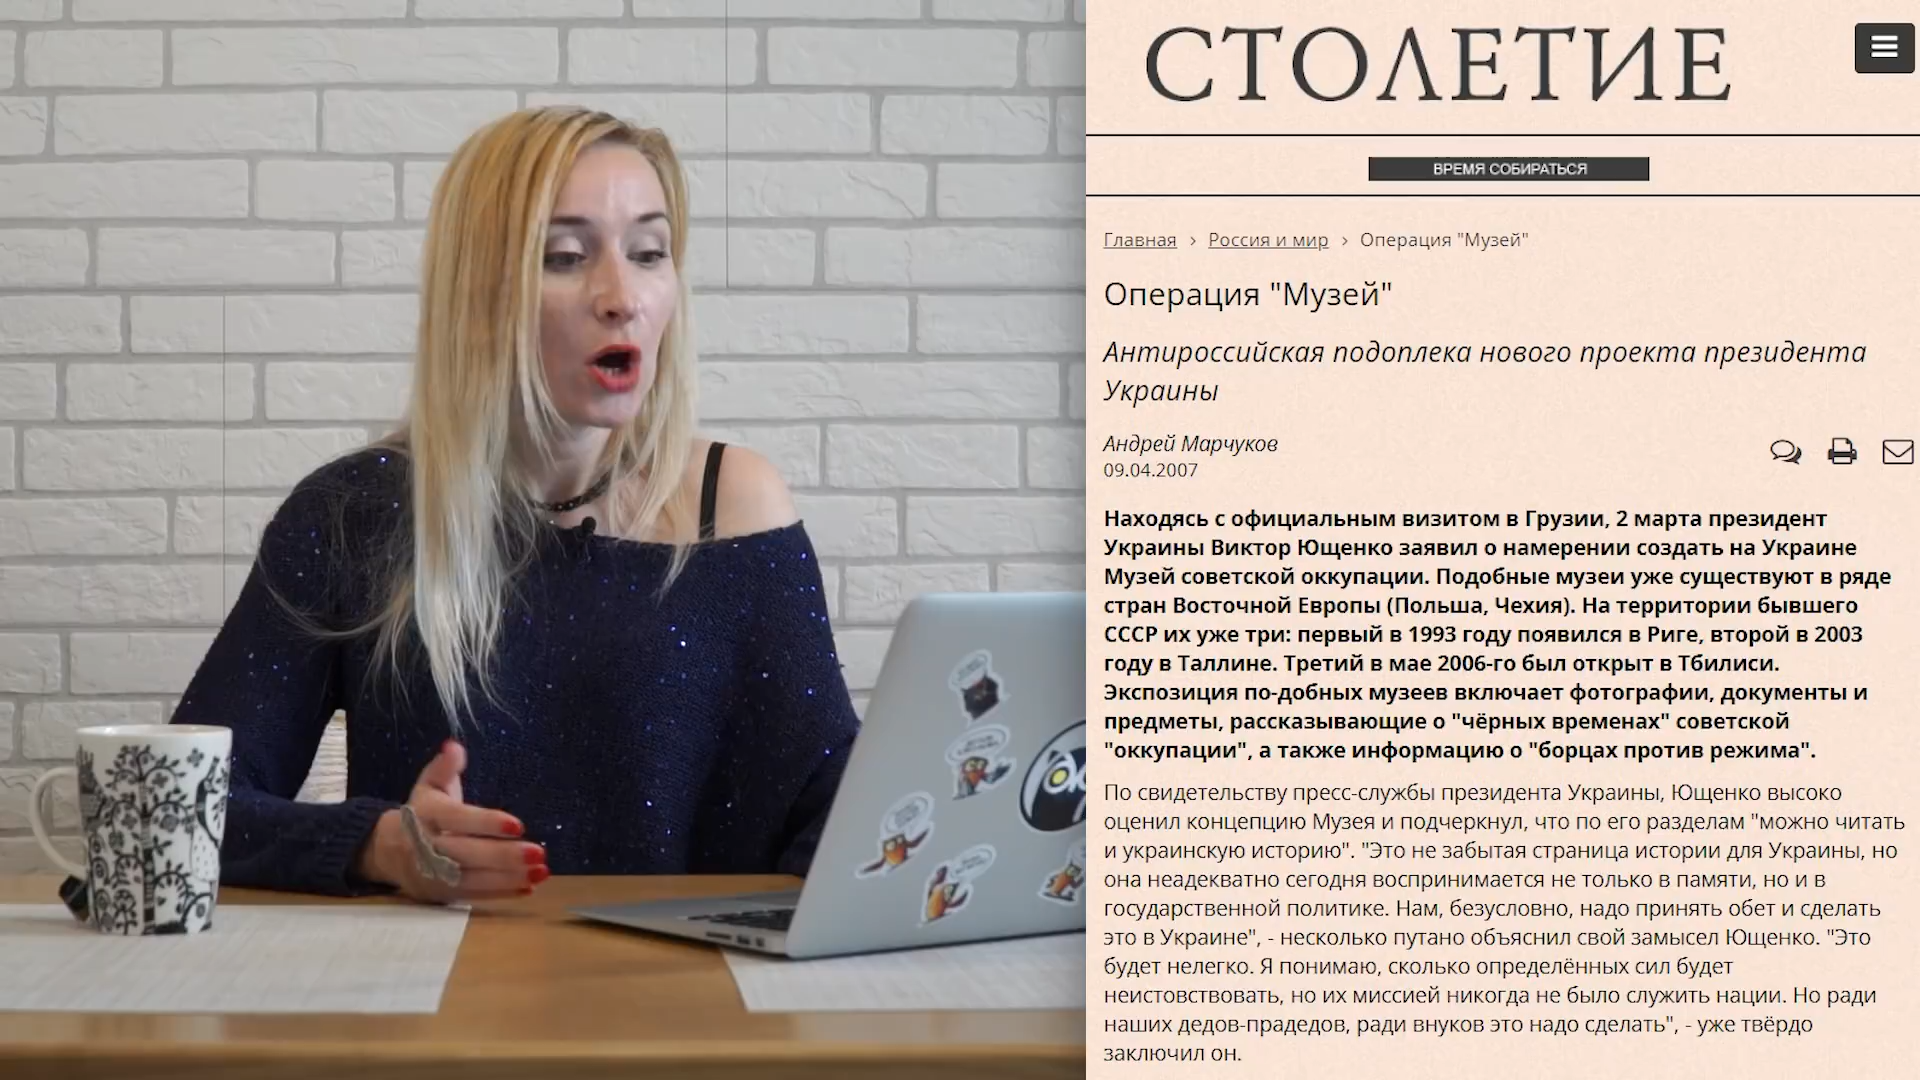 СТОЛЕТИЕ
ВРЕМЯ СОБИРАТЬСЯ
Главная › Россия и мир › Операция "Музей"
Операция "Музей"
Антироссийская подоплека нового проекта президента
Украины
Андрей Марчуков
09.04.2007
Находясь с официальным визитом в Грузии, 2 марта президент
Украины Виктор Ющенко заявил о намерении создать на Украине
Музей советской оккупации. Подобные музеи уже существуют в ряде
стран Восточной Европы (Польша, Чехия). На территории бывшего
СССР их уже три: первый в 1993 году появился в Риге, второй в 2003
году в Таллине. Третий в мае 2006-го был открыт в Тбилиси.
Экспозиция по-добных музеев включает фотографии, документы и
предметы, рассказывающие о "чёрных временах" советской
"оккупации", а также информацию о "борцах против режима".
По свидетельству пресс-службы президента Украины, Ющенко высоко
оценил концепцию Музея и подчеркнул, что по его разделам "можно читать
и украинскую историю". "Это не забытая страница истории для Украины, но
она неадекватно сегодня воспринимается не только в памяти, но и в
государственной политике. Нам, безусловно, надо принять обет и сделать
это в Украине", - несколько путано объяснил свой замысел Ющенко. "Это
будет нелегко. Я понимаю, сколько определённых сил будет
неистовствовать, но их миссией никогда не было служить нации. Но ради
наших дедов-прадедов, ради внуков это надо сделать", - уже твёрдо
заключил он.